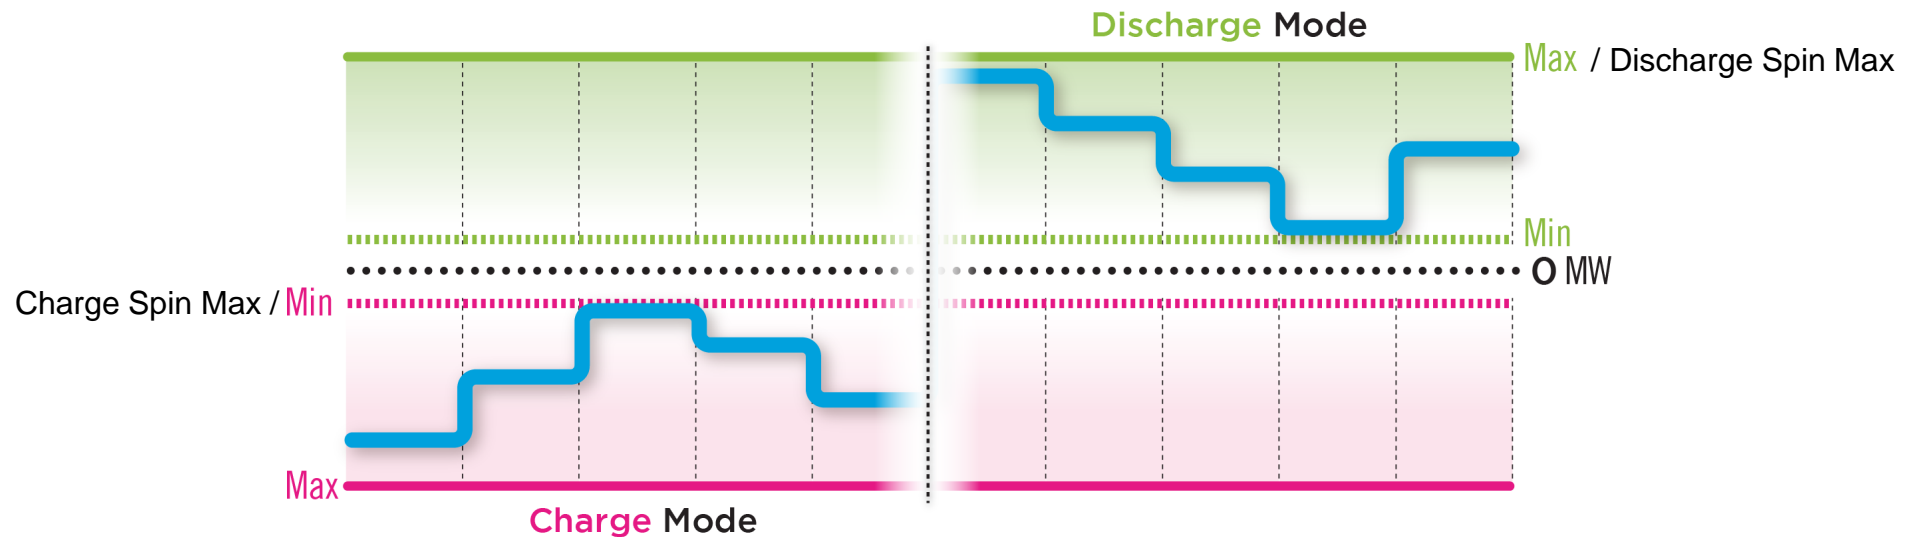 Discharge Mode
Max / Discharge Spin Max
Min
0 MW
Charge Spin Max / Min
Max
Charge Mode